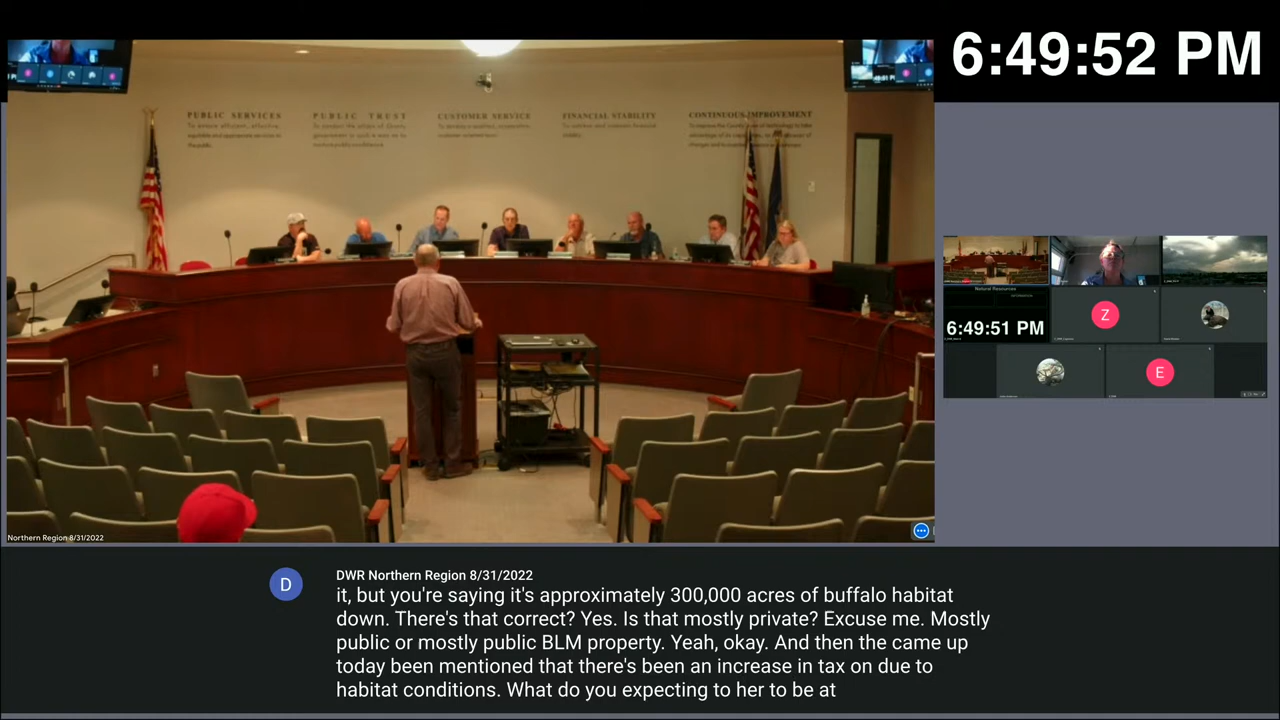 6:49:52 PM
PUBLIC SERVICES
PUBLIC TRUST
CUSTOMER SERVICE
FINANCIAL VIABILITY
CONTINUOUS IMPROVEMENT
Northern Region 8/31/2022
Natural Resources
6:49:51 PM
Z
E
D
DWR Northern Region 8/31/2022
it, but you're saying it's approximately 300,000 acres of buffalo habitat
down. There's that correct? Yes. Is that mostly private? Excuse me. Mostly
public or mostly public BLM property. Yeah, okay. And then the came up
today been mentioned that there's been an increase in tax on due to
habitat conditions. What do you expecting to her to be at